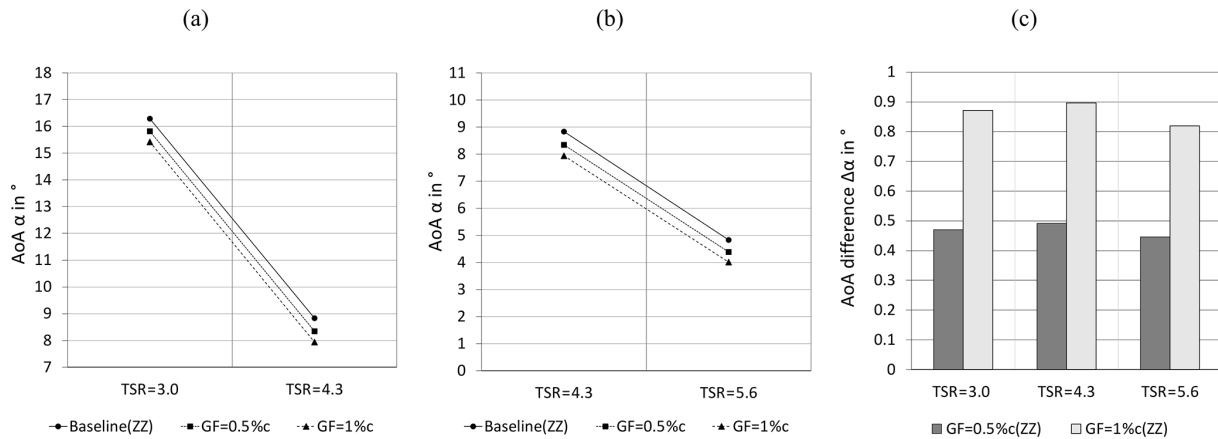 (a)
(b)
(c)
AoA α in °
18
17
16
15
14
13
12
11
10
9
8
7
TSR=3.0 TSR=4.3
Baseline(ZZ) GF=0.5%c GF=1%c
AoA α in °
11
10
9
8
7
6
5
4
3
2
1
0
TSR=4.3 TSR=5.6
Baseline(ZZ) GF=0.5%c GF=1%c
AoA difference Δα in °
1
0.9
0.8
0.7
0.6
0.5
0.4
0.3
0.2
0.1
0
TSR=3.0 TSR=4.3 TSR=5.6
GF=0.5%c(ZZ) GF=1%c(ZZ)